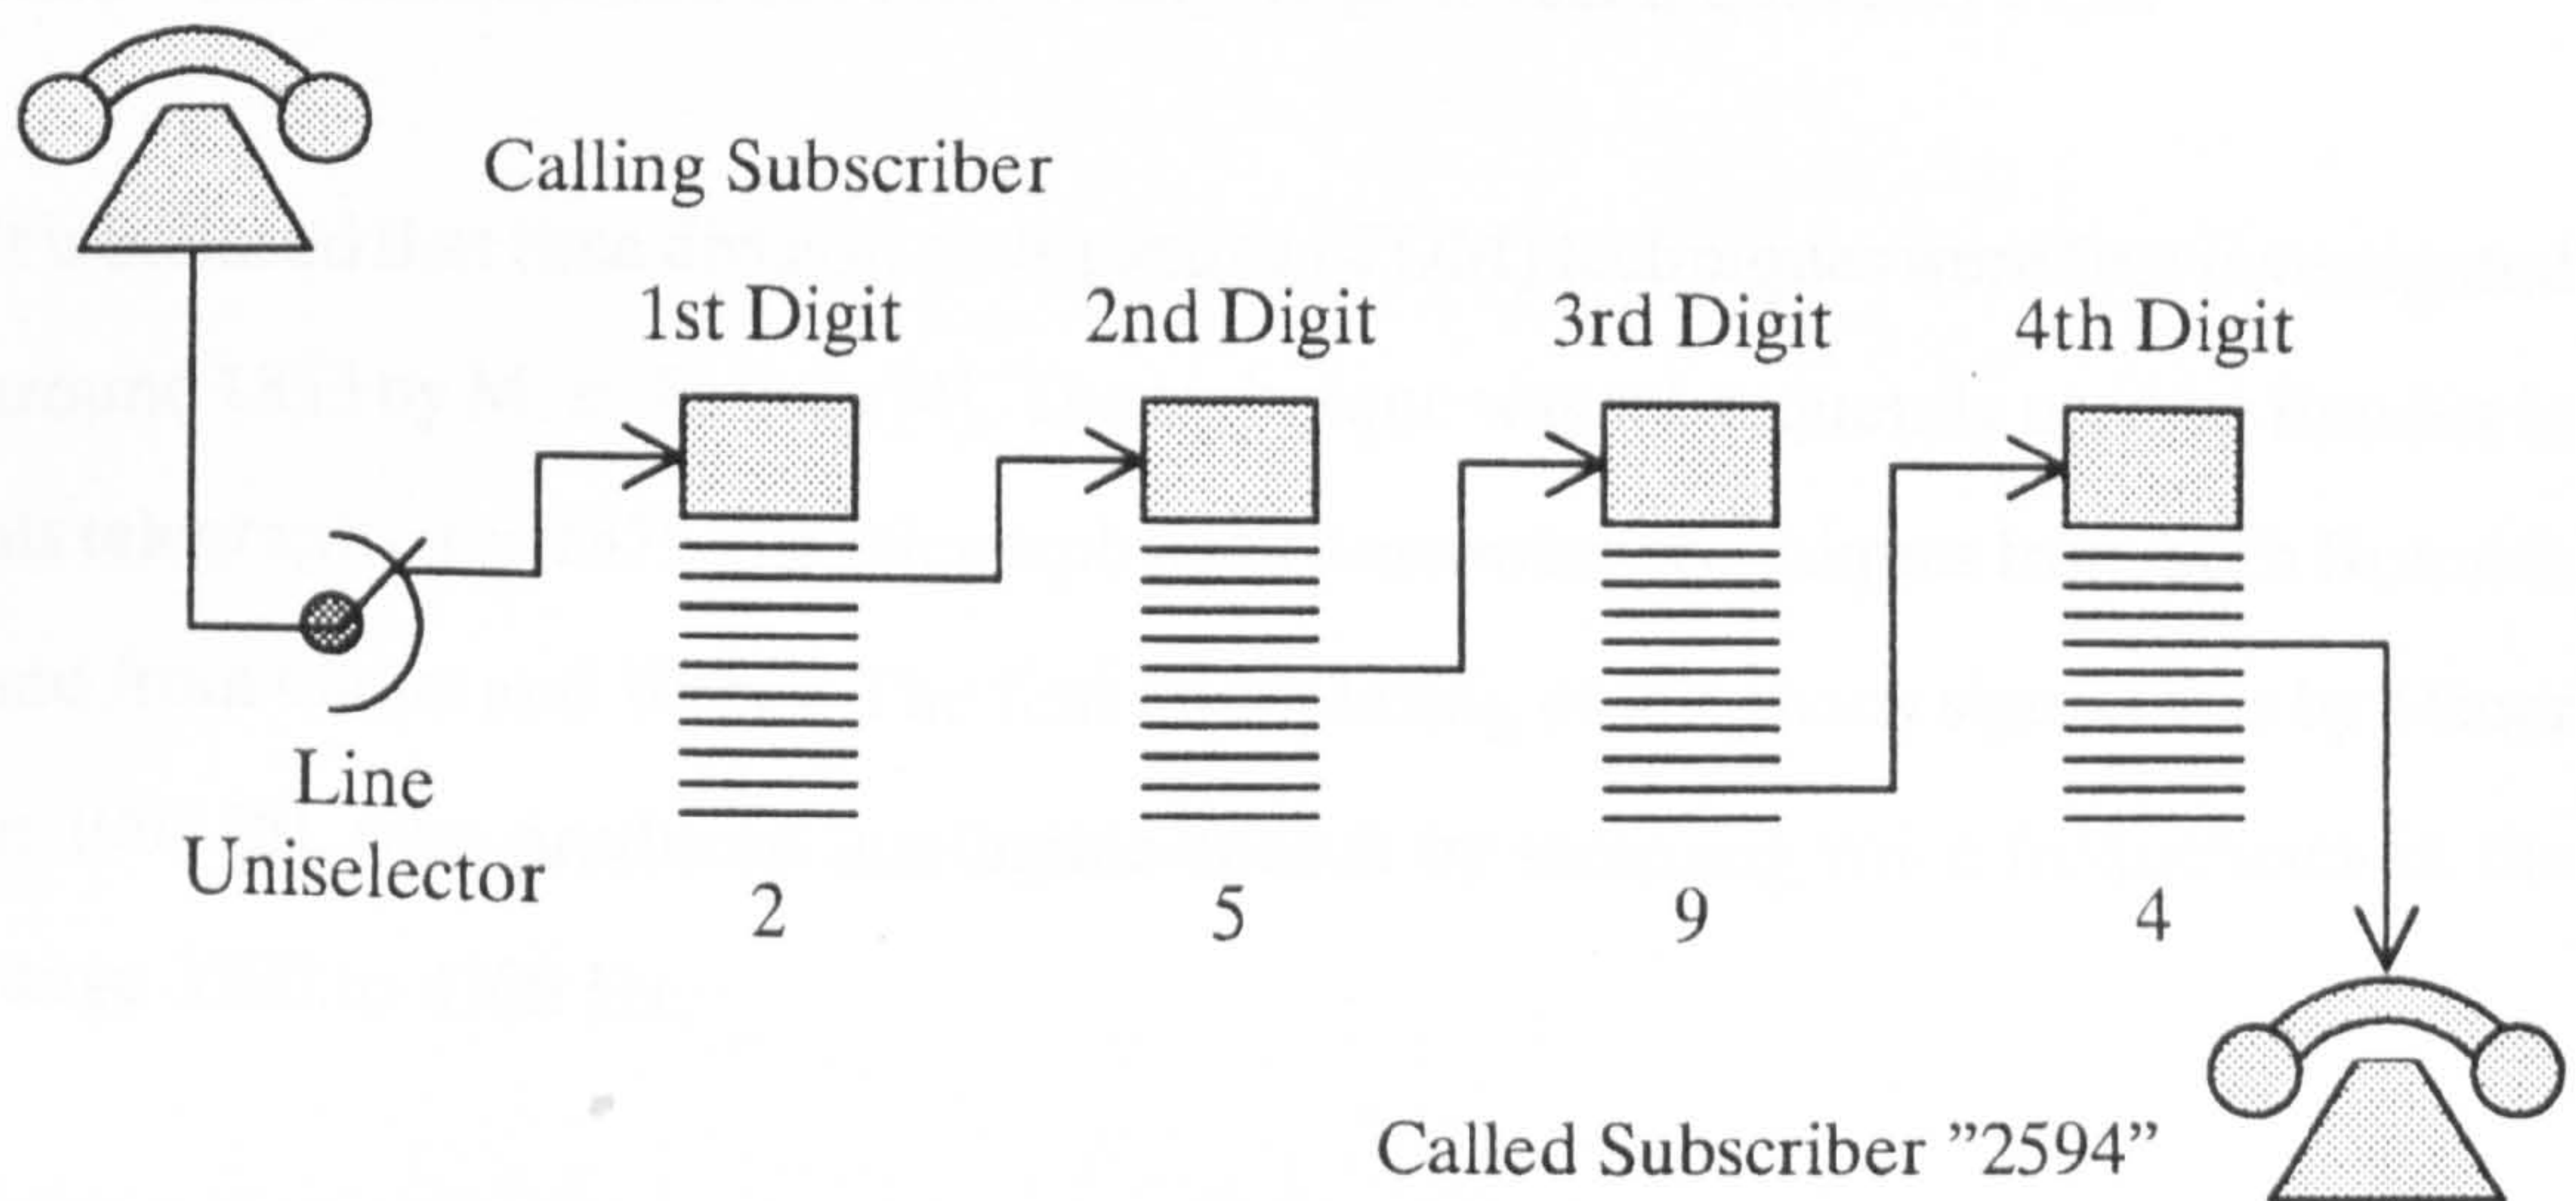 Calling Subscriber
1st Digit
2nd Digit
3rd Digit
4th Digit
Line
Uniselector
2
5
9
4
Called Subscriber ”2594”